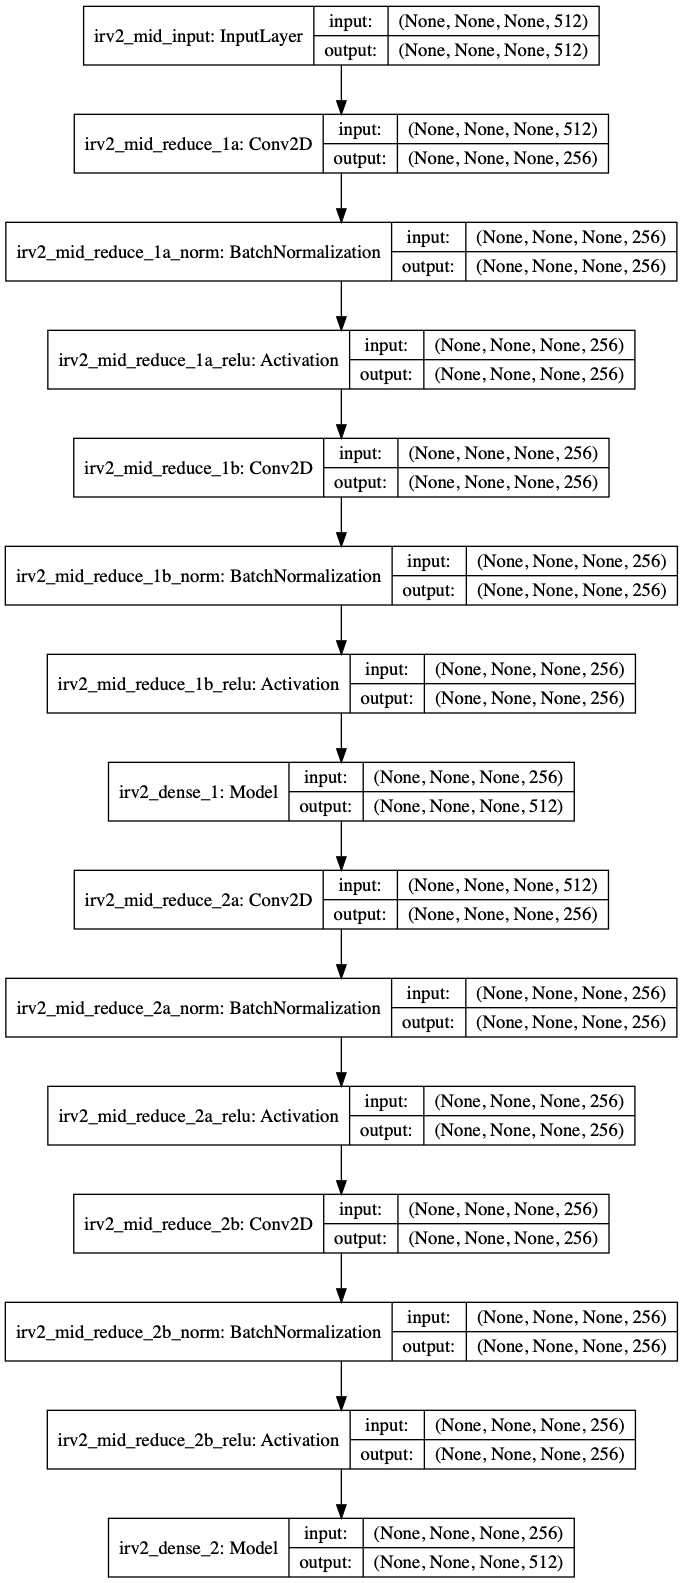 irv2_mid_input: InputLayer
input: (None, None, None, 512)
output: (None, None, None, 512)
irv2_mid_reduce_1a: Conv2D
input: (None, None, None, 512)
output: (None, None, None, 256)
irv2_mid_reduce_1a_norm: BatchNormalization
input: (None, None, None, 256)
output: (None, None, None, 256)
irv2_mid_reduce_1a_relu: Activation
input: (None, None, None, 256)
output: (None, None, None, 256)
irv2_mid_reduce_1b: Conv2D
input: (None, None, None, 256)
output: (None, None, None, 256)
irv2_mid_reduce_1b_norm: BatchNormalization
input: (None, None, None, 256)
output: (None, None, None, 256)
irv2_mid_reduce_1b_relu: Activation
input: (None, None, None, 256)
output: (None, None, None, 256)
irv2_dense_1: Model
input: (None, None, None, 256)
output: (None, None, None, 512)
irv2_mid_reduce_2a: Conv2D
input: (None, None, None, 512)
output: (None, None, None, 256)
irv2_mid_reduce_2a_norm: BatchNormalization
input: (None, None, None, 256)
output: (None, None, None, 256)
irv2_mid_reduce_2a_relu: Activation
input: (None, None, None, 256)
output: (None, None, None, 256)
irv2_mid_reduce_2b: Conv2D
input: (None, None, None, 256)
output: (None, None, None, 256)
irv2_mid_reduce_2b_norm: BatchNormalization
input: (None, None, None, 256)
output: (None, None, None, 256)
irv2_mid_reduce_2b_relu: Activation
input: (None, None, None, 256)
output: (None, None, None, 256)
irv2_dense_2: Model
input: (None, None, None, 256)
output: (None, None, None, 512)